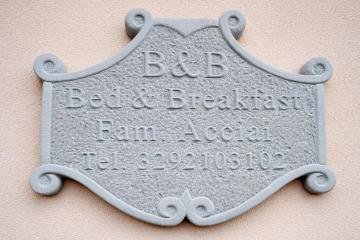 B&B
Bed & Breakfast
Fam. Acciai
Tel. 3292103102